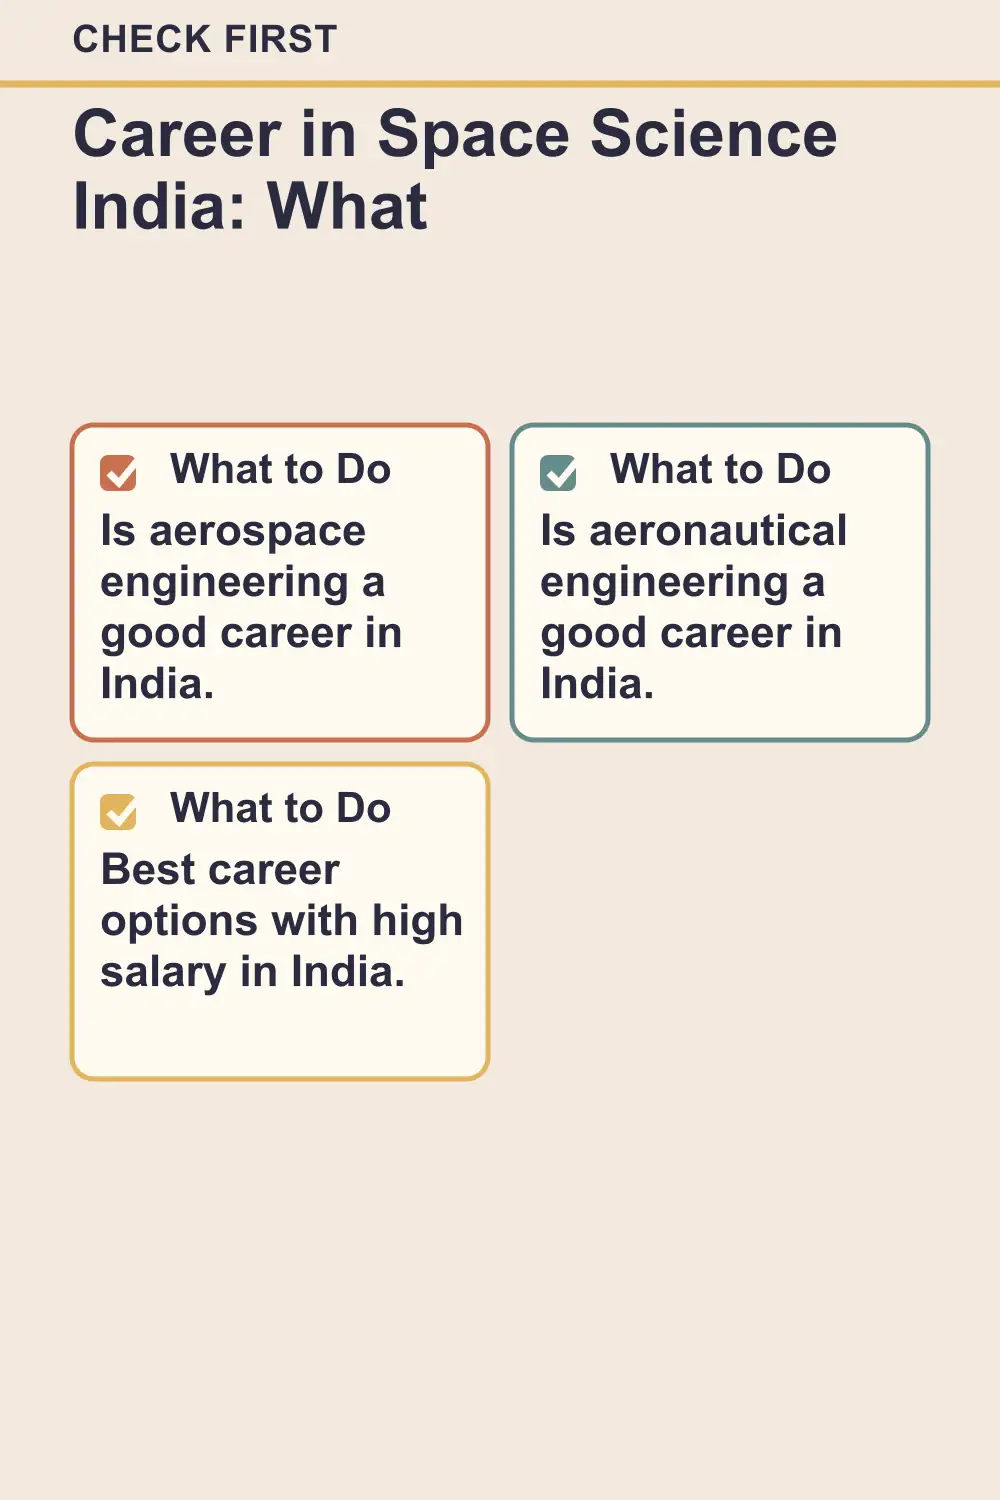 CHECK FIRST
Career in Space Science
India: What
What to Do
Is aerospace
engineering a
good career in
India.
What to Do
Is aeronautical
engineering a
good career in
India.
What to Do
Best career
options with high
salary in India.